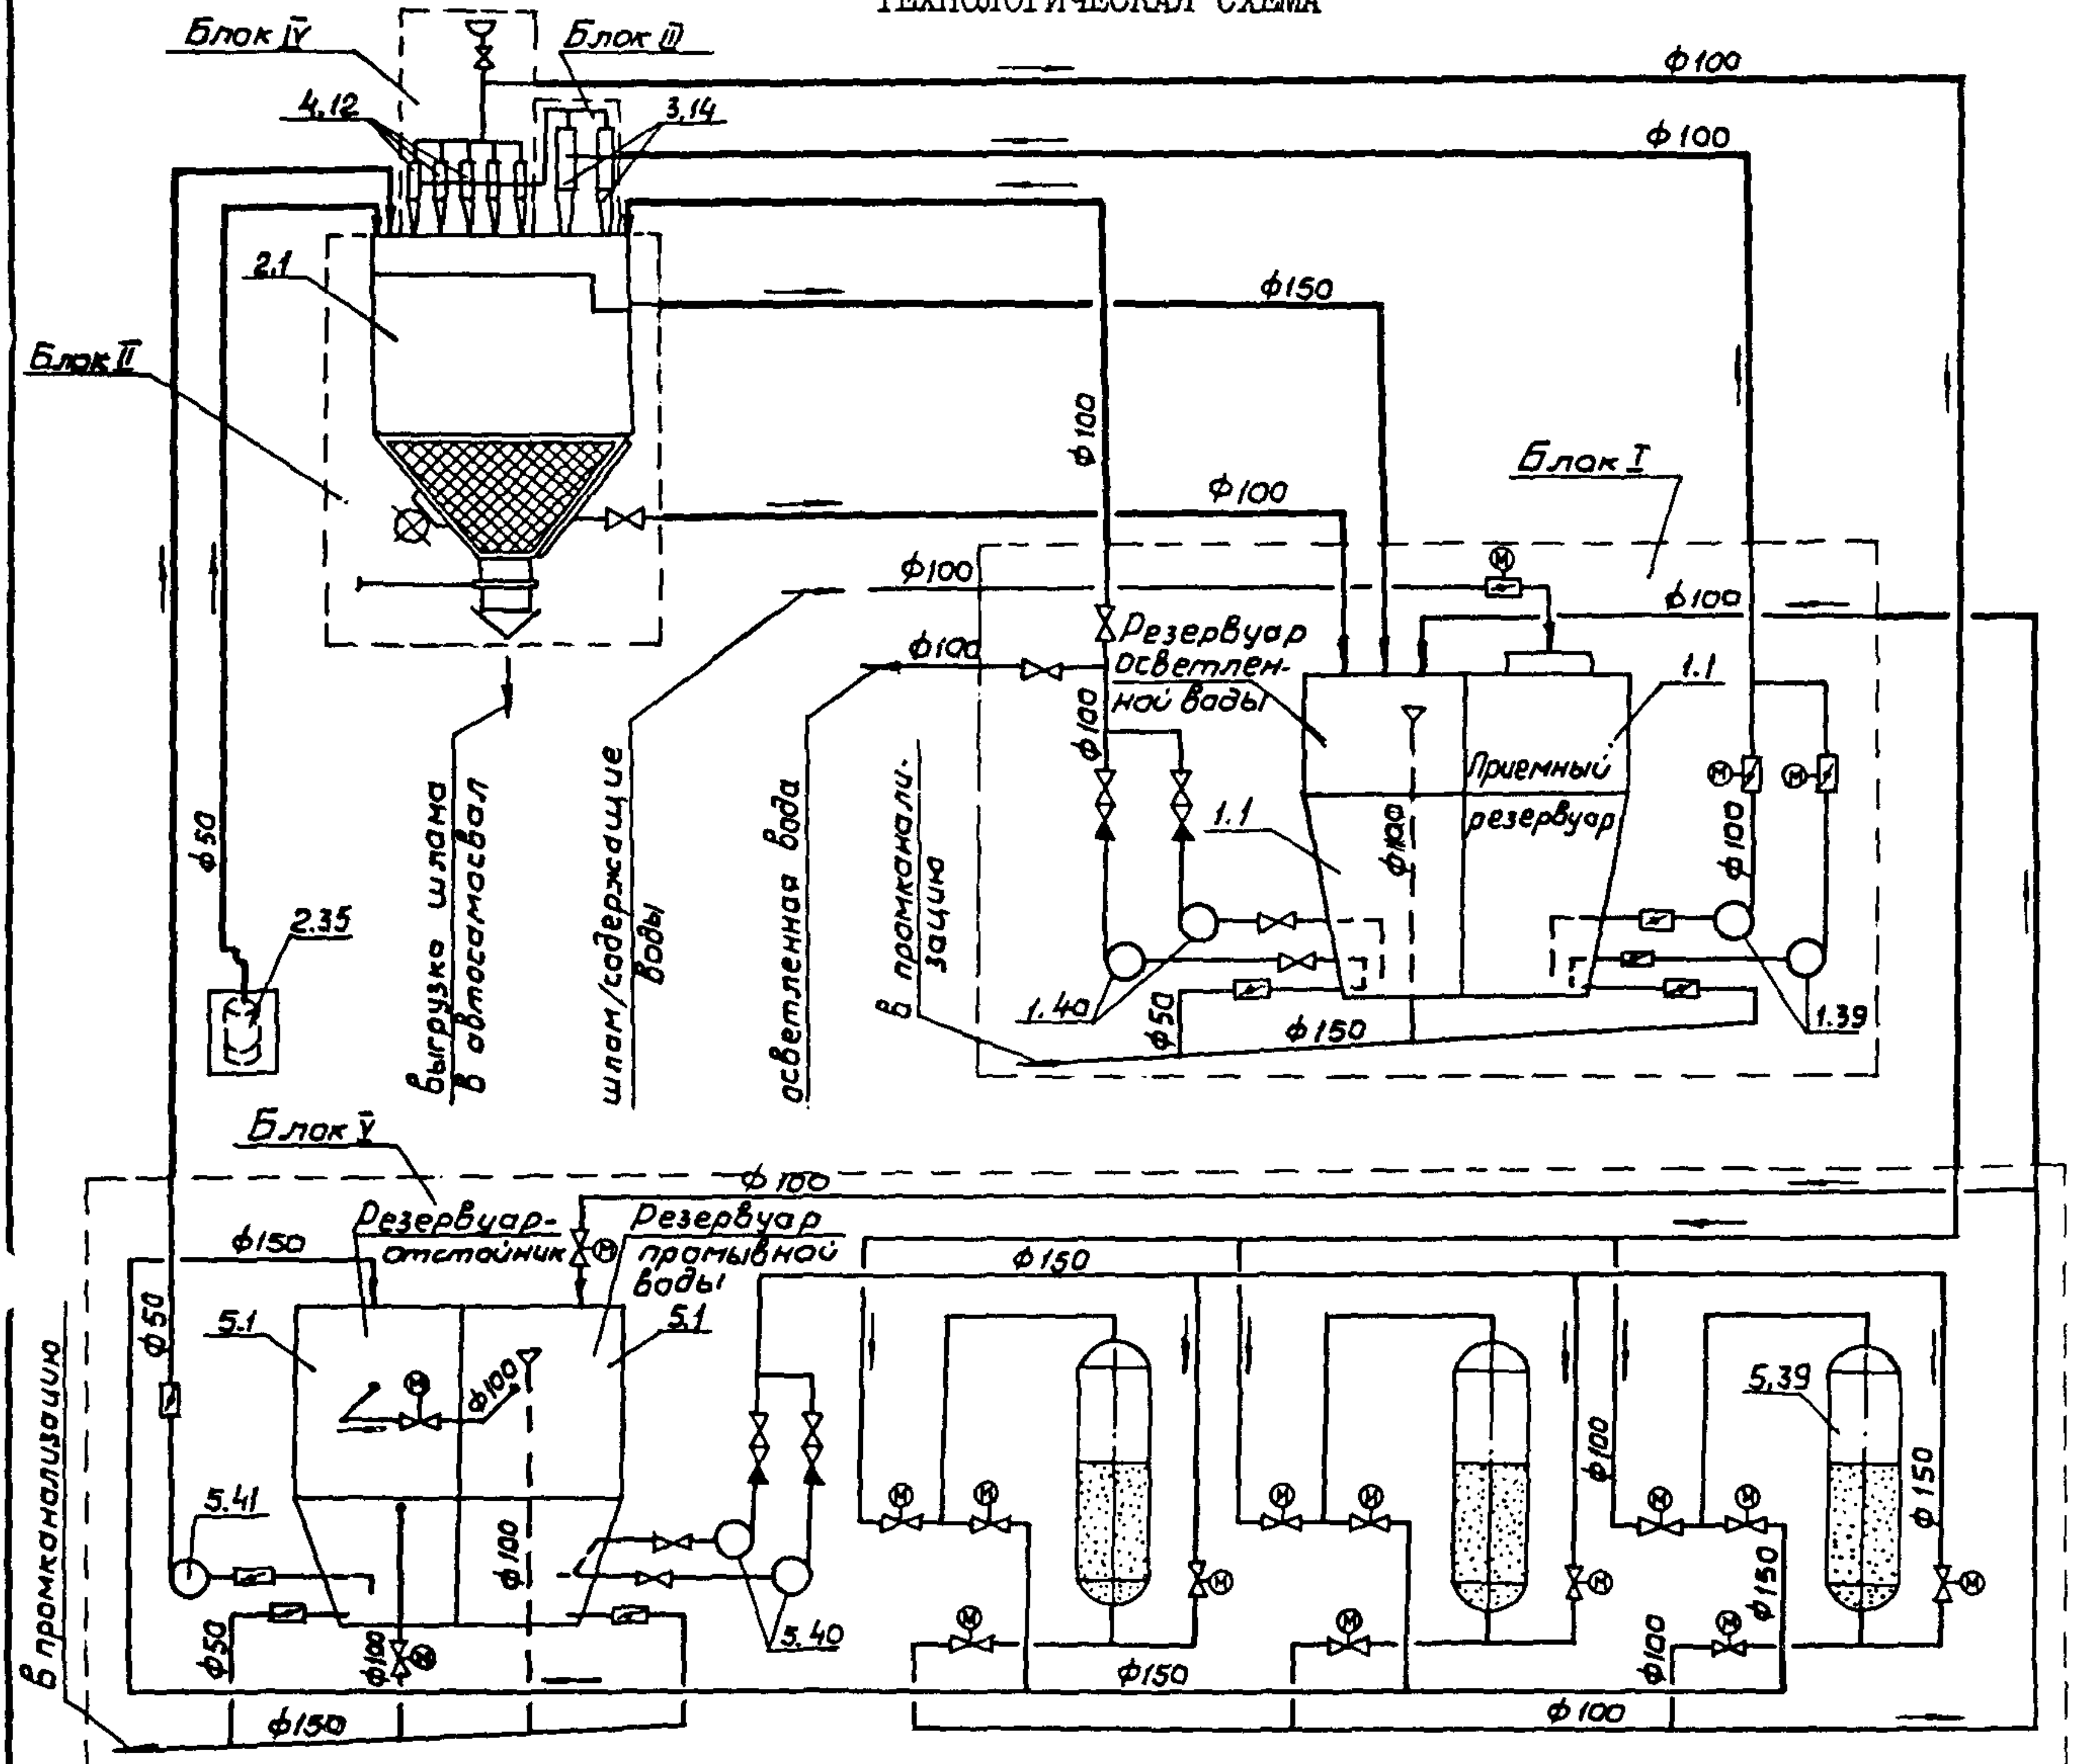 ТЕХНОЛОГИЧЕСКАЯ СХЕМА
Блок IV
Блок III
ф100
4,12
3,14
ф100
2.1
ф150
Блок II
ф100
Блок I
ф100
ф100
М
ф100
ф100
Резервуар
осветлен-
ной воды
1.1
ф100
Приемный
резервуар
М
М
1.1
ф100
ф100
ф50
2.35
выгрузка шлама
в автосамасвал
шлам/содержащие
воды
осветленная вода
в промканали-
зацию
1.40
ф50
ф150
1.39
Блок V
ф100
Резервуар-
отстойник
М
Резервуар
промывной
воды
ф150
ф150
ф50
5.1
5.1
М
ф100
5,39
в промканализацию
5.41
ф100
ф150
М
М
М
М
М
М
ф100
М
М
М
ф150
ф50
ф100
М
5.40
М
М
М
ф100
ф150
ф150
ф100